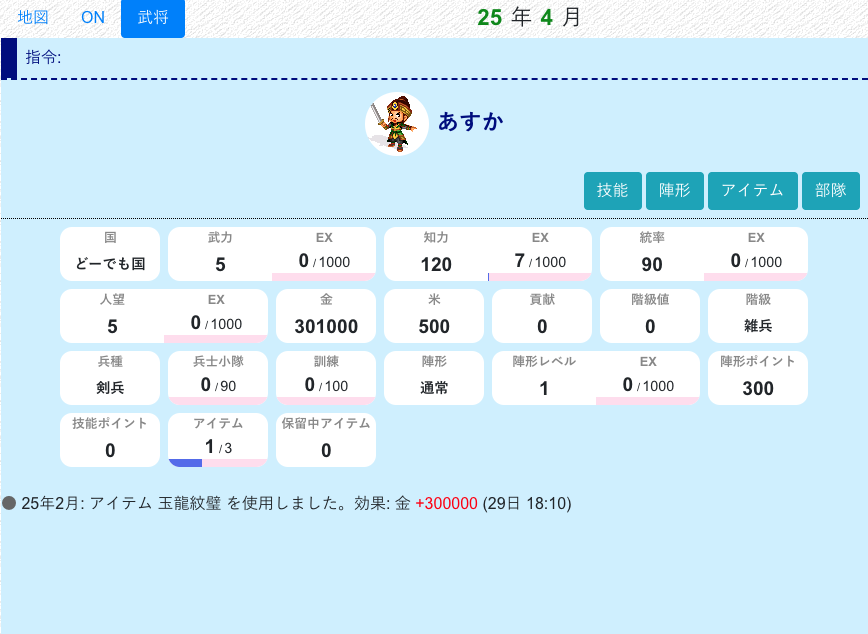 地図 ON 武将 25 年 4 月
指令:
あすか
技能 陣形 アイテム 部隊
国 武力 EX 知力 EX 統率 EX
どーでも国 5 0 / 1000 120 7 / 1000 90 0 / 1000
人望 EX 金 米 貢献 階級値 階級
5 0 / 1000 301000 500 0 0 雑兵
兵種 兵士小隊 訓練 陣形 陣形レベル EX 陣形ポイント
剣兵 0 / 90 0 / 100 通常 1 0 / 1000 300
技能ポイント アイテム 保留中アイテム
0 1 / 3 0
25年2月: アイテム 玉龍紋璧 を使用しました。効果: 金 +300000 (29日 18:10)